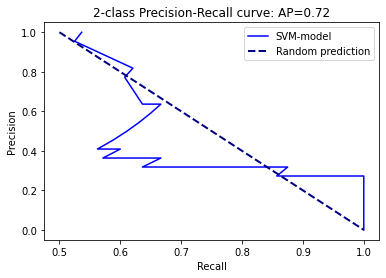 2-class Precision-Recall curve: AP=0.72
SVM-model
Random prediction
Precision
1.0
0.8
0.6
0.4
0.2
0.0
0.5 0.6 0.7 0.8 0.9 1.0
Recall